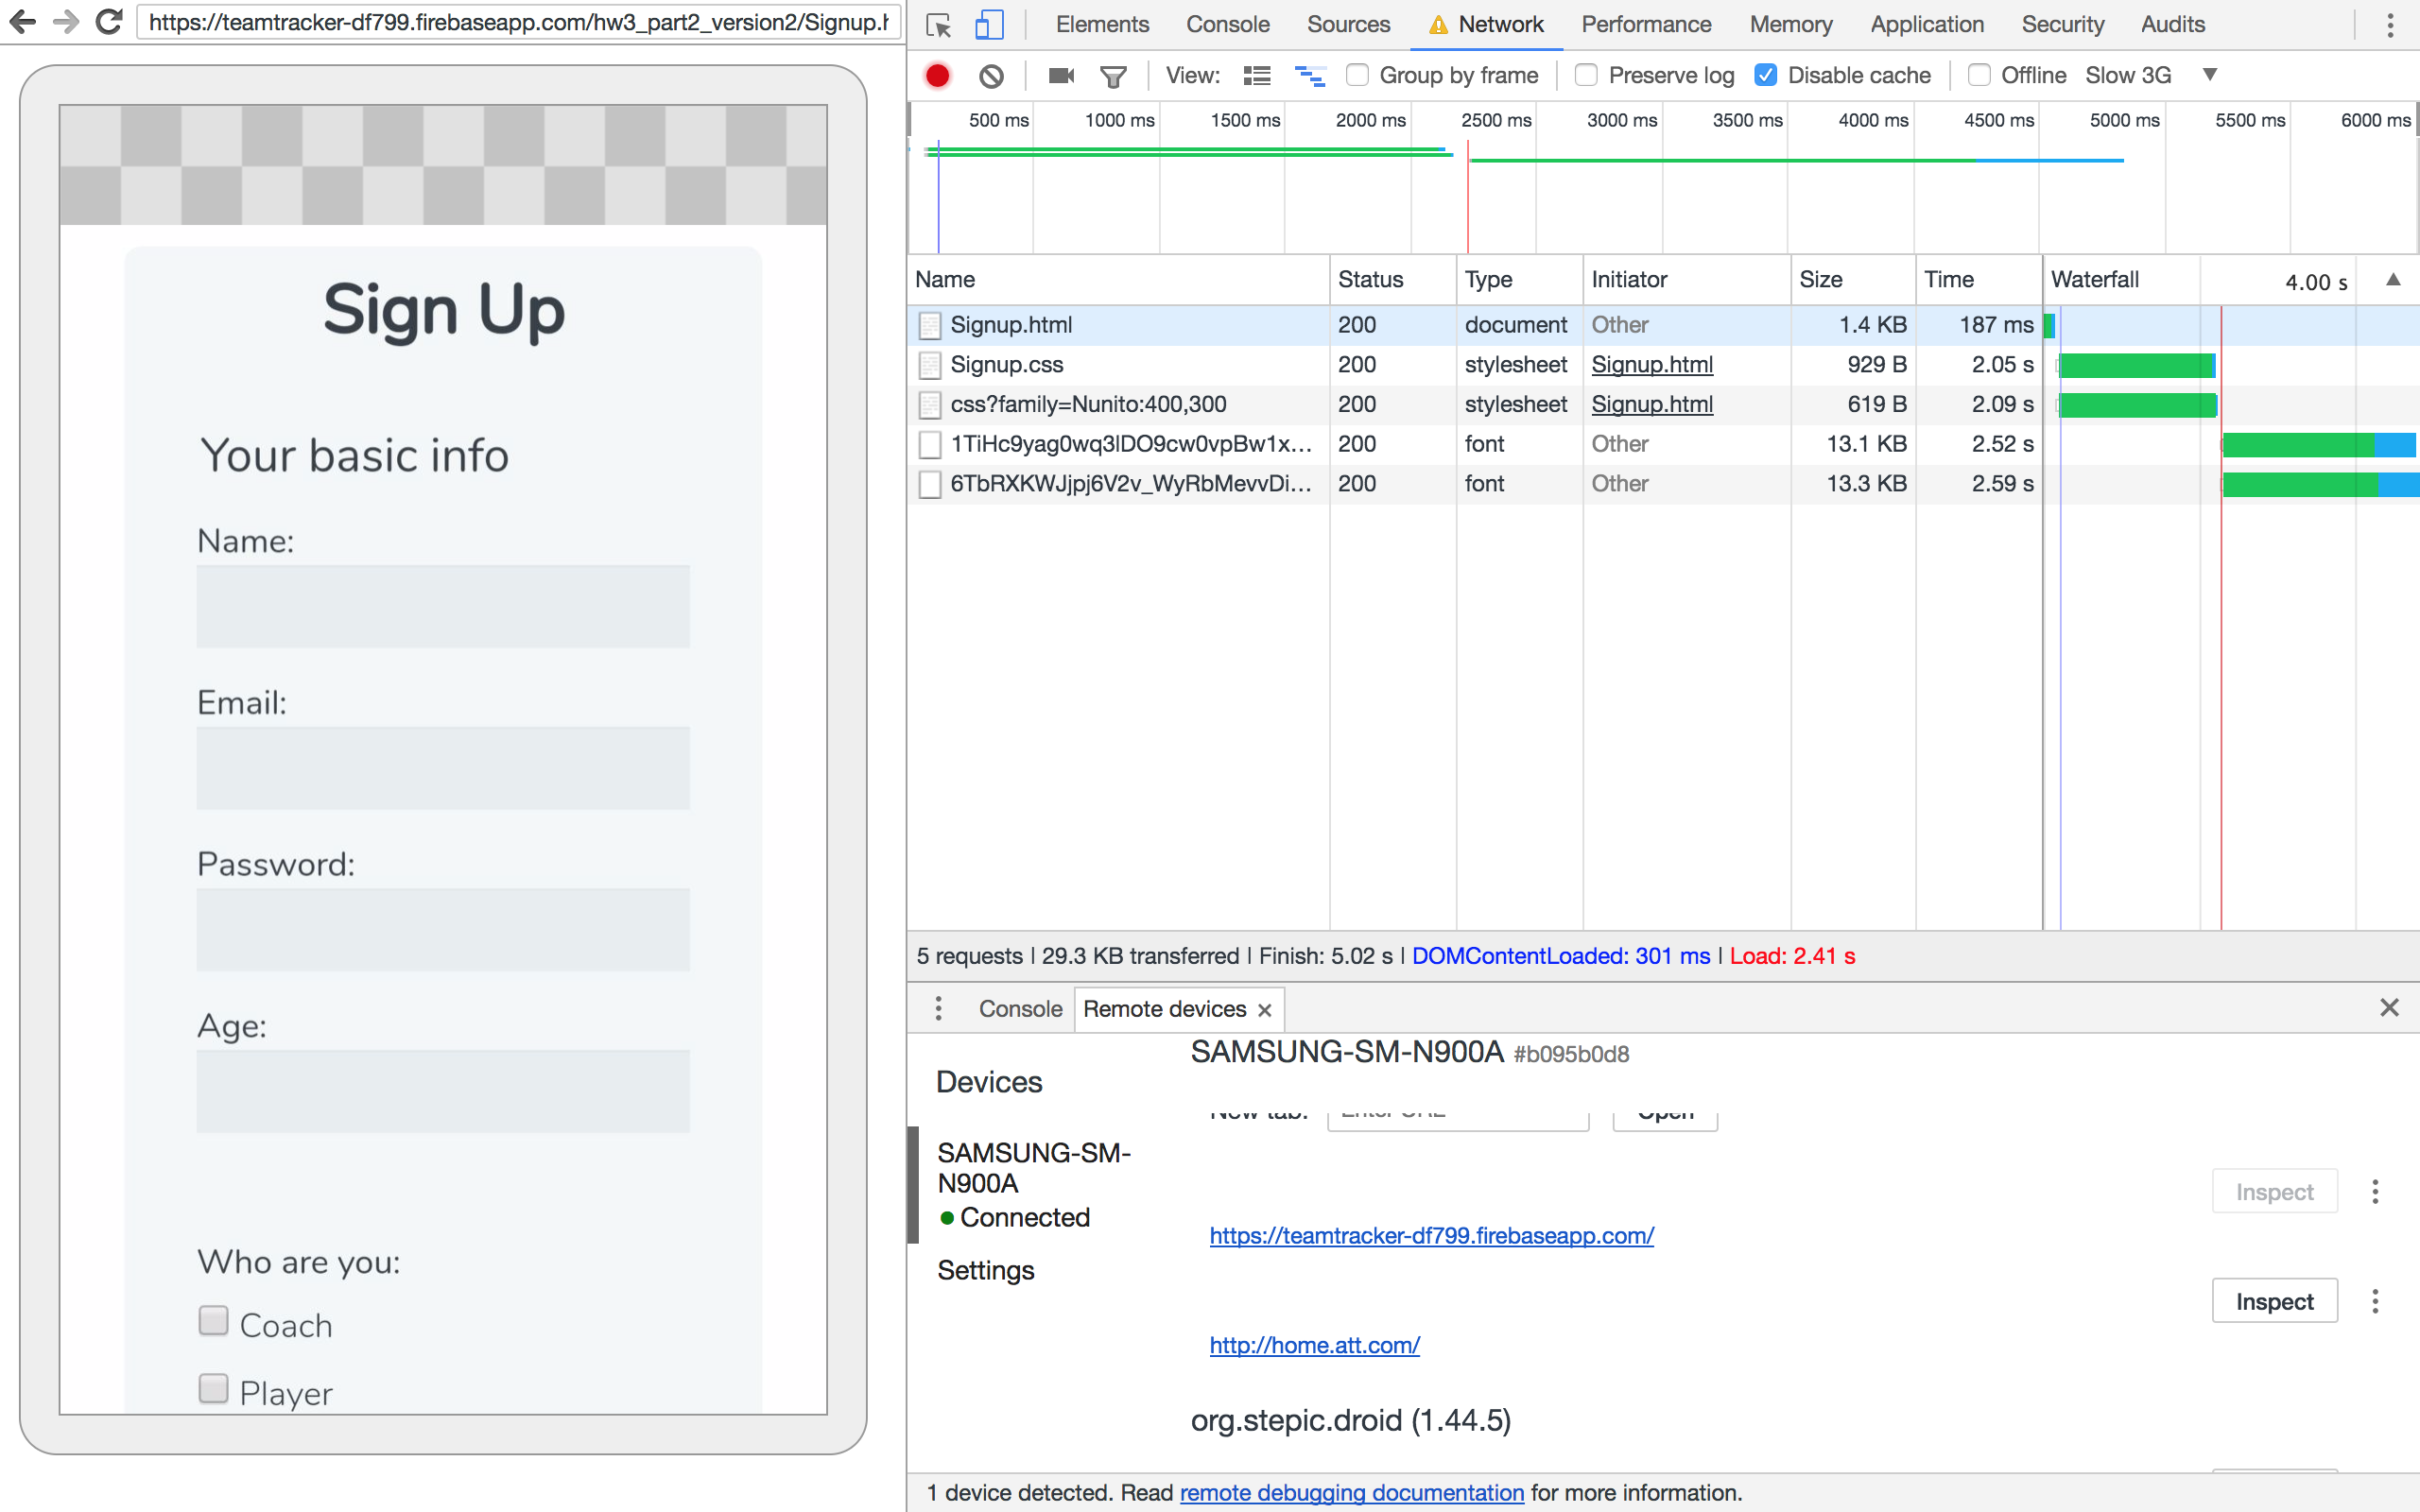 https://teamtracker-df799.firebaseapp.com/hw3_part2_version2/Signup.h
Sign Up
Your basic info
Name:
Email:
Password:
Age:
Who are you:
Coach
Player
Elements Console Sources Network Performance Memory Application Security Audits
View: Group by frame Preserve log Disable cache Offline Slow 3G ▼
500 ms 1000 ms 1500 ms 2000 ms 2500 ms 3000 ms 3500 ms 4000 ms 4500 ms 5000 ms 5500 ms 6000 ms
Name Status Type Initiator Size Time Waterfall 4.00 s ▲
Signup.html 200 document Other 1.4 KB 187 ms
Signup.css 200 stylesheet Signup.html 929 B 2.05 s
css?family=Nunito:400,300 200 stylesheet Signup.html 619 B 2.09 s
1TiHc9yag0wq3lDO9cw0vpBw1x... 200 font Other 13.1 KB 2.52 s
6TbRXKWJjpj6V2v_WyRbMevvDi... 200 font Other 13.3 KB 2.59 s
5 requests | 29.3 KB transferred | Finish: 5.02 s | DOMContentLoaded: 301 ms | Load: 2.41 s
Console Remote devices ×
Devices
SAMSUNG-SM-N900A
Connected
Settings
SAMSUNG-SM-N900A #b095b0d8
New tab: Enter URL Open
Inspect
https://teamtracker-df799.firebaseapp.com/
Inspect
http://home.att.com/
org.stepic.droid (1.44.5)
1 device detected. Read remote debugging documentation for more information.